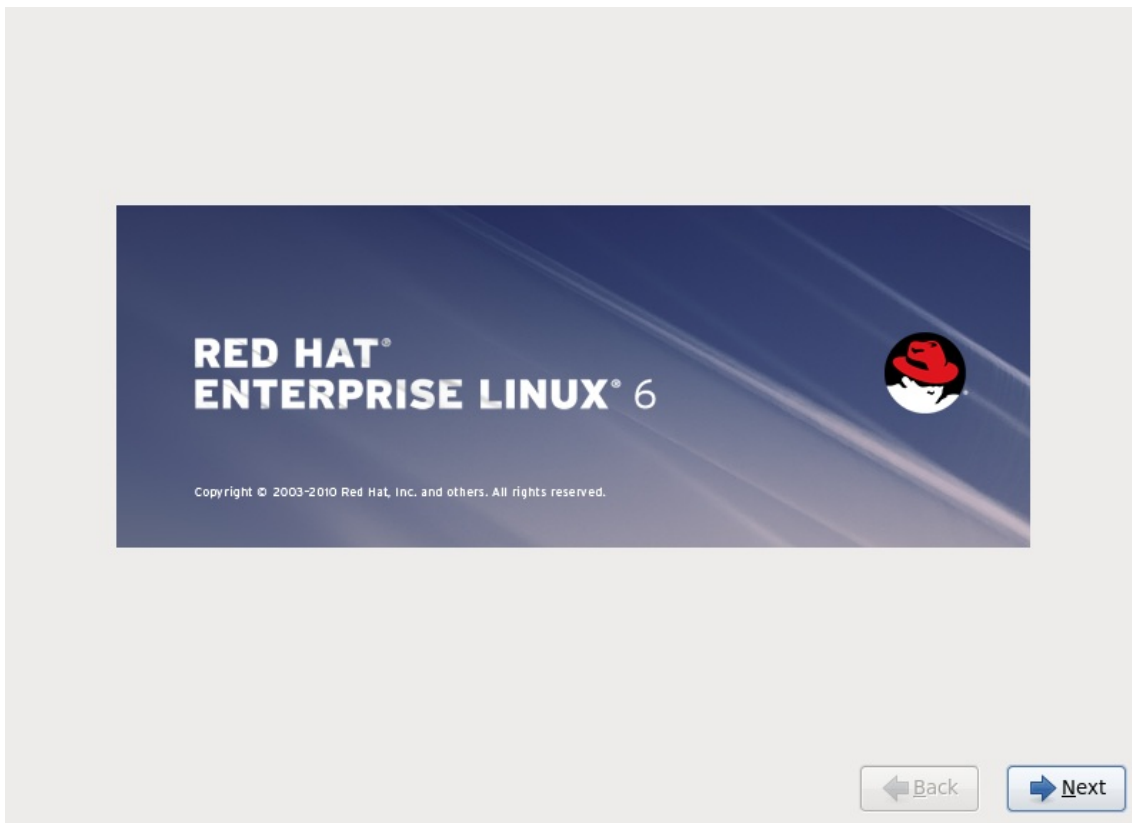 RED HAT®
ENTERPRISE LINUX® 6
Copyright © 2003-2010 Red Hat, Inc. and others. All rights reserved.
Back
Next